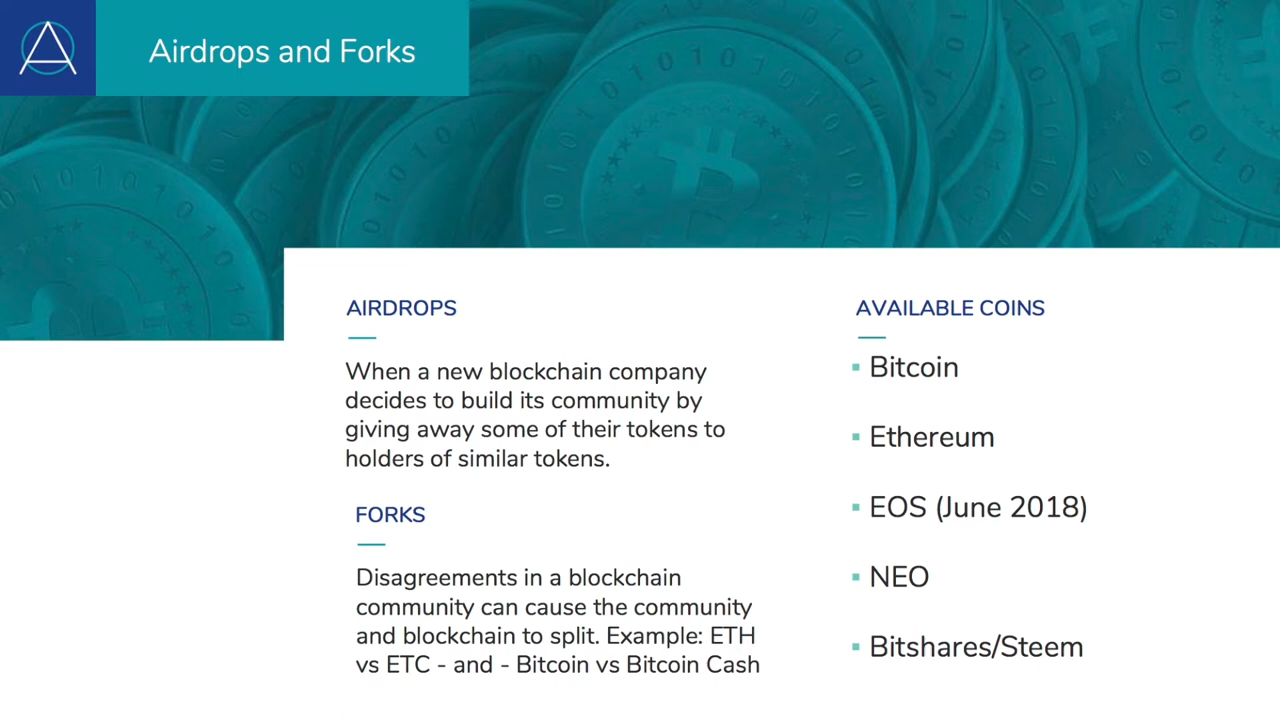 Airdrops and Forks
AIRDROPS
When a new blockchain company
decides to build its community by
giving away some of their tokens to
holders of similar tokens.
FORKS
Disagreements in a blockchain
community can cause the community
and blockchain to split. Example: ETH
vs ETC - and - Bitcoin vs Bitcoin Cash
AVAILABLE COINS
▪ Bitcoin
▪ Ethereum
▪ EOS (June 2018)
▪ NEO
▪ Bitshares/Steem